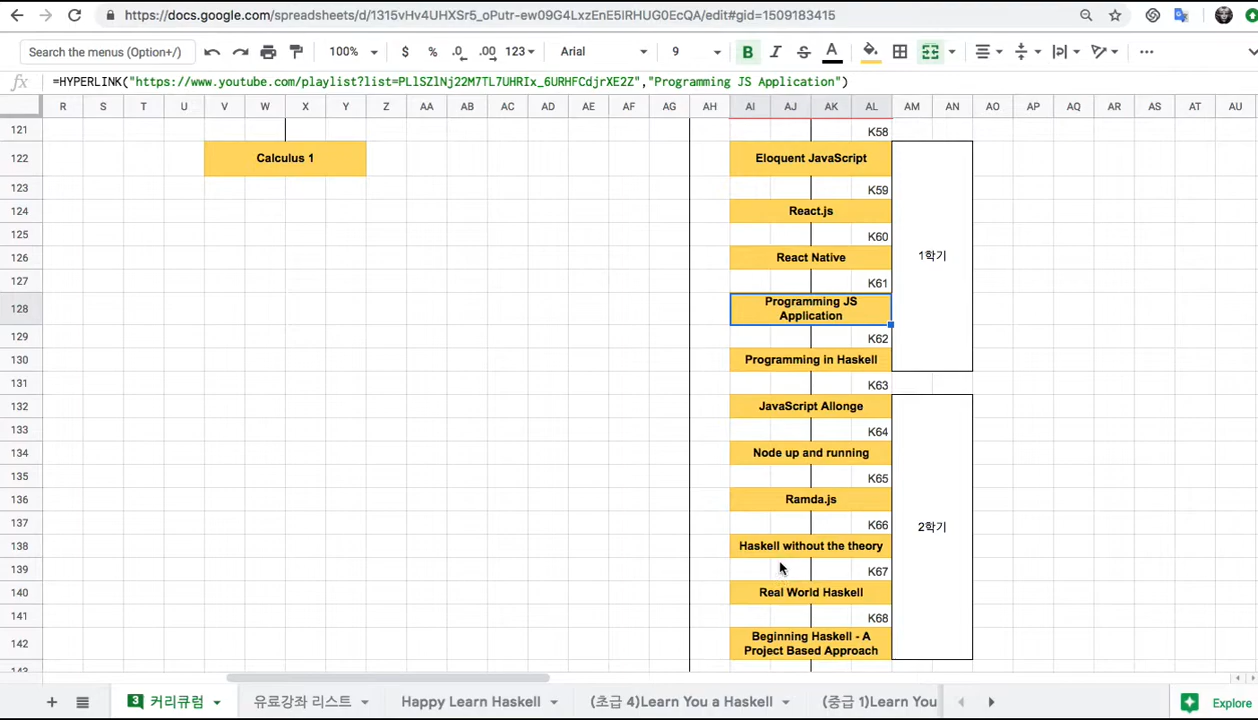 https://docs.google.com/spreadsheets/d/1315vHv4UHXSr5_oPutr-ew09G4LxzEnE5lRHUG0EcQA/edit#gid=1509183415
Search the menus (Option+/) 100% $ % .0 .00 123 Arial 9 B I S A
fx =HYPERLINK("https://www.youtube.com/playlist?list=PLlSZlNj22M7TL7UHRIx_6URHFCdjrXE2Z","Programming JS Application")
R S T U V W X Y Z AA AB AC AD AE AF AG AH AI AJ AK AL AM AN AO AP AQ AR AS AT AU
121 K58
122 Calculus 1 Eloquent JavaScript
123 K59
124 React.js
125 K60
126 React Native 1학기
127 K61
128 Programming JS
Application
129 K62
130 Programming in Haskell
131 K63
132 JavaScript Allonge
133 K64
134 Node up and running
135 K65
136 Ramda.js
137 K66 2학기
138 Haskell without the theory
139 K67
140 Real World Haskell
141 K68
142 Beginning Haskell - A
Project Based Approach
143
3 커리큘럼 유료강좌 리스트 Happy Learn Haskell (초급 4)Learn You a Haskell (중급 1)Learn You Explore